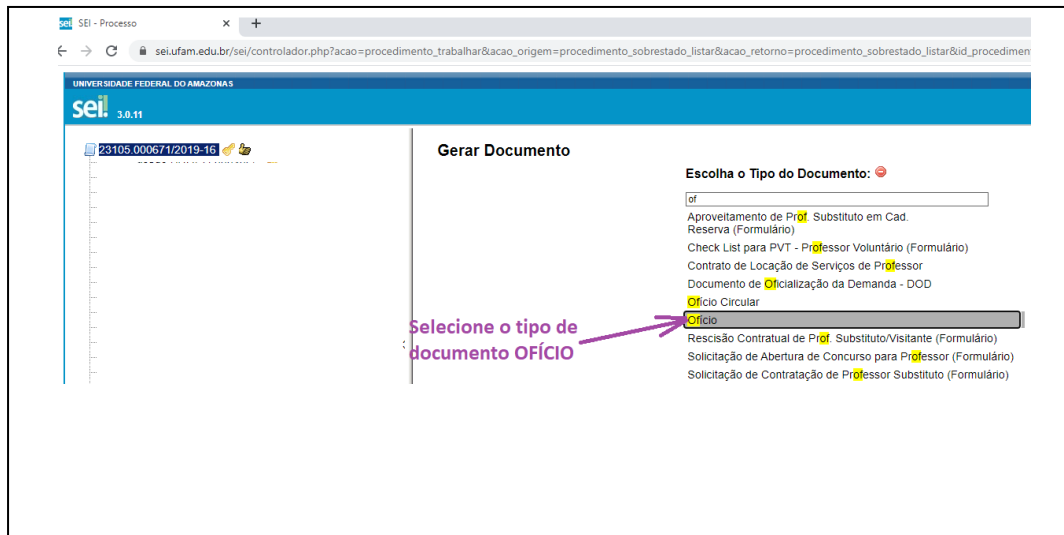 SEI - Processo
sei.ufam.edu.br/sei/controlador.php?acao=procedimento_trabalhar&acao_origem=procedimento_sobrestado_listar&acao_retorno=procedimento_sobrestado_listar&id_procedimen
UNIVERSIDADE FEDERAL DO AMAZONAS
sei! 3.0.11
23105.000671/2019-16
Gerar Documento
Escolha o Tipo do Documento:
of
Aproveitamento de Prof. Substituto em Cad.
Reserva (Formulário)
Check List para PVT - Professor Voluntário (Formulário)
Contrato de Locação de Serviços de Professor
Documento de Oficialização da Demanda - DOD
Ofício Circular
Ofício
Rescisão Contratual de Prof. Substituto/Visitante (Formulário)
Solicitação de Abertura de Concurso para Professor (Formulário)
Solicitação de Contratação de Professor Substituto (Formulário)
Selecione o tipo de
documento OFÍCIO